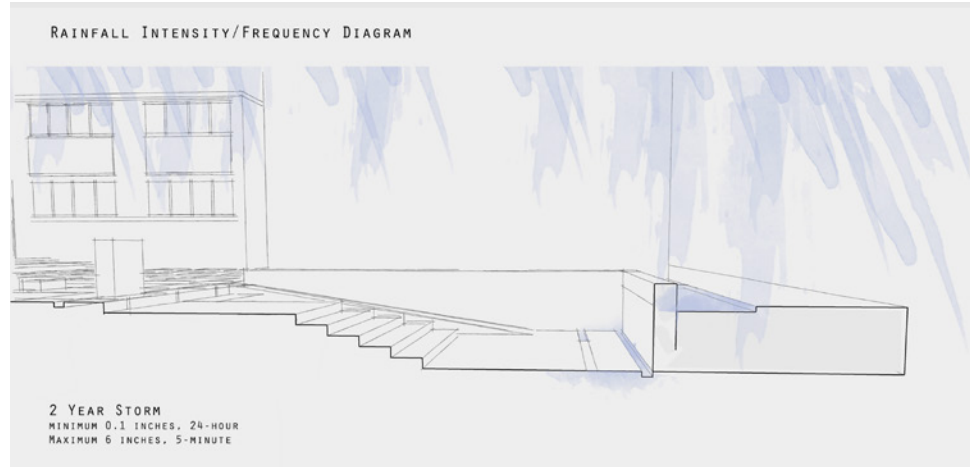 Rainfall Intensity/Frequency Diagram
2 Year Storm
minimum 0.1 inches, 24-hour
Maximum 6 inches, 5-minute